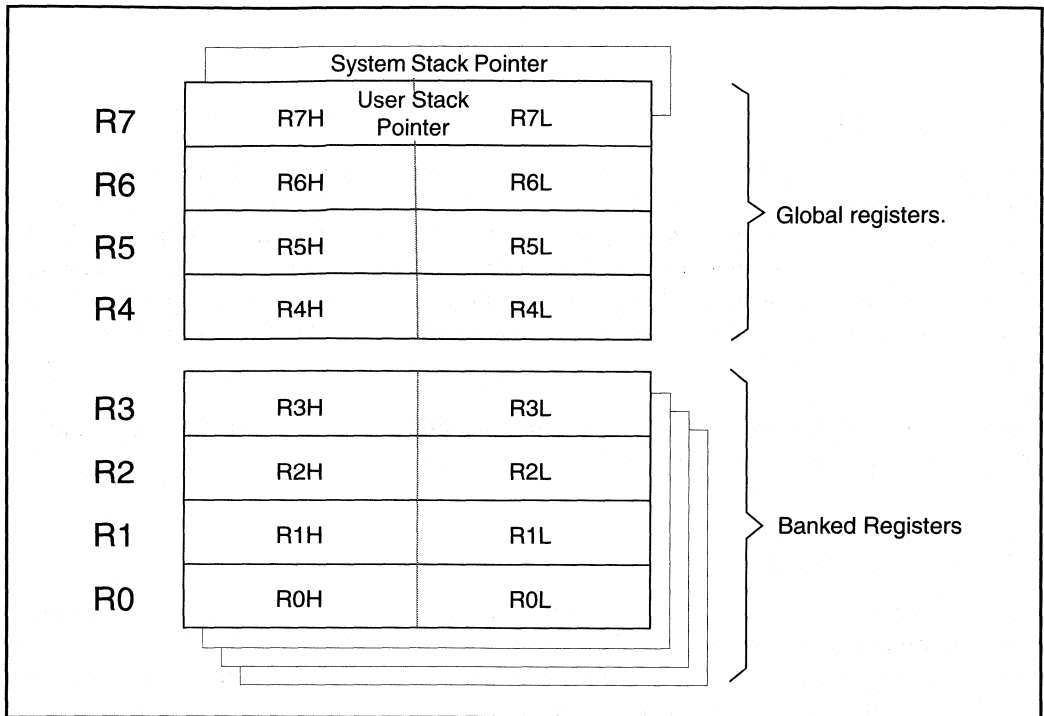 System Stack Pointer
R7 R7H User Stack Pointer R7L
R6 R6H R6L
R5 R5H R5L
R4 R4H R4L
Global registers.
R3 R3H R3L
R2 R2H R2L
R1 R1H R1L
R0 R0H R0L
Banked Registers